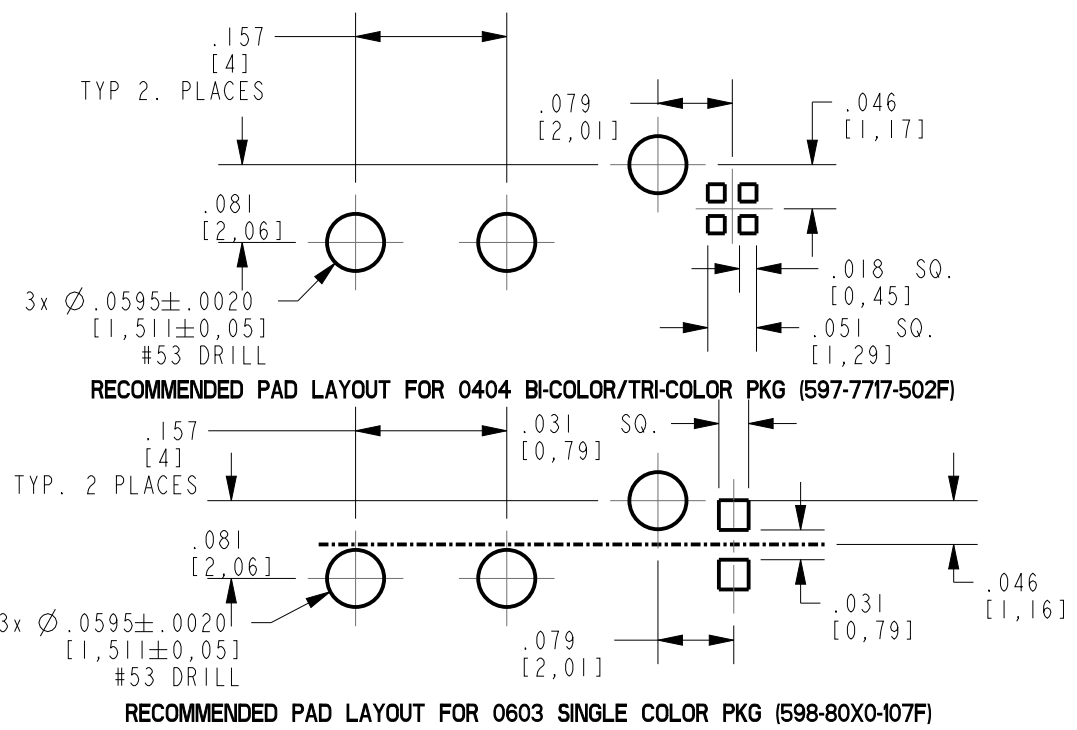 .157
[4]
TYP 2. PLACES
.079
[2,01]
.046
[1,17]
.081
[2,06]
3x Ø.0595±.0020
[1,511±0,05]
#53 DRILL
.018 SQ.
[0,45]
.051 SQ.
[1,29]
RECOMMENDED PAD LAYOUT FOR 0404 BI-COLOR/TRI-COLOR PKG (597-7717-502F)
.157
[4]
TYP. 2 PLACES
.031 SQ.
[0,79]
.081
[2,06]
3x Ø.0595±.0020
[1,511±0,05]
#53 DRILL
.079
[2,01]
.031
[0,79]
.046
[1,16]
RECOMMENDED PAD LAYOUT FOR 0603 SINGLE COLOR PKG (598-80X0-107F)